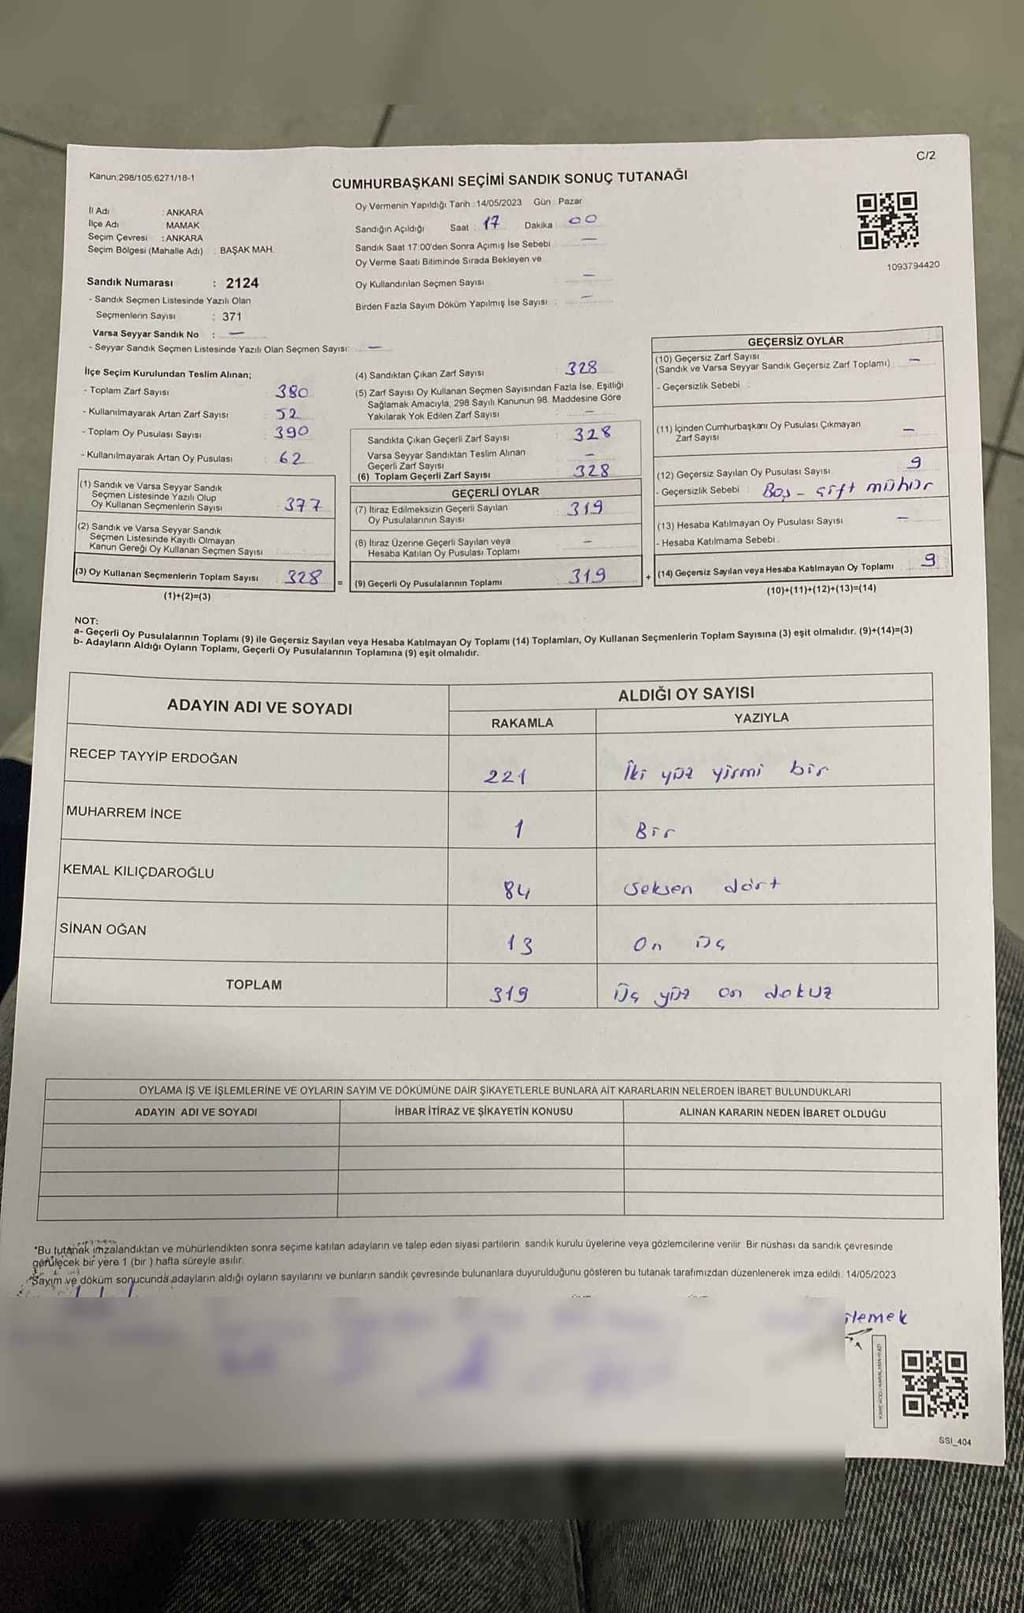 C/2
Kanun:298/105,6271/18-1
CUMHURBAŞKANI SEÇİMİ SANDIK SONUÇ TUTANAĞI
İl Adı : ANKARA
İlçe Adı : MAMAK
Seçim Çevresi : ANKARA
Seçim Bölgesi (Mahalle Adı) : BAŞAK MAH.
Sandık Numarası : 2124
- Sandık Seçmen Listesinde Yazılı Olan
Seçmenlerin Sayısı : 371
Varsa Seyyar Sandık No : —
- Seyyar Sandık Seçmen Listesinde Yazılı Olan Seçmen Sayısı: —
Oy Vermenin Yapıldığı Tarih : 14/05/2023 Gün : Pazar
Sandığın Açıldığı Saat : 17 Dakika : 00
Sandık Saat 17:00'den Sonra Açımış İse Sebebi : —
Oy Verme Saati Bitiminde Sırada Bekleyen ve
Oy Kullandırılan Seçmen Sayısı : —
Birden Fazla Sayım Döküm Yapılmış İse Sayısı : —
1093794420
İlçe Seçim Kurulundan Teslim Alınan;
- Toplam Zarf Sayısı : 380
- Kullanılmayarak Artan Zarf Sayısı : 52
- Toplam Oy Pusulası Sayısı : 390
- Kullanılmayarak Artan Oy Pusulası : 62
(1) Sandık ve Varsa Seyyar Sandık
Seçmen Listesinde Yazılı Olup
Oy Kullanan Seçmenlerin Sayısı : 377
(2) Sandık ve Varsa Seyyar Sandık
Seçmen Listesinde Kayıtlı Olmayan
Kanun Gereği Oy Kullanan Seçmen Sayısı
(3) Oy Kullanan Seçmenlerin Toplam Sayısı 328 =
(1)+(2)=(3)
(4) Sandıktan Çıkan Zarf Sayısı 328
(5) Zarf Sayısı Oy Kullanan Seçmen Sayısından Fazla İse, Eşitliği
Sağlamak Amacıyla, 298 Sayılı Kanunun 98. Maddesine Göre
Yakılarak Yok Edilen Zarf Sayısı —
Sandıkta Çıkan Geçerli Zarf Sayısı 328
Varsa Seyyar Sandıktan Teslim Alınan
Geçerli Zarf Sayısı —
(6) Toplam Geçerli Zarf Sayısı 328
GEÇERLİ OYLAR
(7) İtiraz Edilmeksizin Geçerli Sayılan
Oy Pusulalarının Sayısı 319
(8) İtiraz Üzerine Geçerli Sayılan veya
Hesaba Katılan Oy Pusulası Toplamı —
(9) Geçerli Oy Pusulalarının Toplamı 319 +
GEÇERSİZ OYLAR
(10) Geçersiz Zarf Sayısı
(Sandık ve Varsa Seyyar Sandık Geçersiz Zarf Toplamı) —
- Geçersizlik Sebebi :
(11) İçinden Cumhurbaşkanı Oy Pusulası Çıkmayan
Zarf Sayısı —
(12) Geçersiz Sayılan Oy Pusulası Sayısı 9
- Geçersizlik Sebebi : Boş - çift mühür
(13) Hesaba Katılmayan Oy Pusulası Sayısı —
- Hesaba Katılmama Sebebi :
(14) Geçersiz Sayılan veya Hesaba Katılmayan Oy Toplamı 9
(10)+(11)+(12)+(13)=(14)
NOT:
a- Geçerli Oy Pusulalarının Toplamı (9) ile Geçersiz Sayılan veya Hesaba Katılmayan Oy Toplamı (14) Toplamları, Oy Kullanan Seçmenlerin Toplam Sayısına (3) eşit olmalıdır. (9)+(14)=(3)
b- Adayların Aldığı Oyların Toplamı, Geçerli Oy Pusulalarının Toplamına (9) eşit olmalıdır.
ADAYIN ADI VE SOYADI ALDIĞI OY SAYISI
RAKAMLA YAZIYLA
RECEP TAYYİP ERDOĞAN 221 İki yüz yirmi bir
MUHARREM İNCE 1 Bir
KEMAL KILIÇDAROĞLU 84 Seksen dört
SİNAN OĞAN 13 On üç
TOPLAM 319 Üç yüz on dokuz
OYLAMA İŞ VE İŞLEMLERİNE VE OYLARIN SAYIM VE DÖKÜMÜNE DAİR ŞİKAYETLERLE BUNLARA AİT KARARLARIN NELERDEN İBARET BULUNDUKLARI
ADAYIN ADI VE SOYADI İHBAR İTİRAZ VE ŞİKAYETİN KONUSU ALINAN KARARIN NEDEN İBARET OLDUĞU
*Bu tutanak imzalandıktan ve mühürlendikten sonra seçime katılan adayların ve talep eden siyasi partilerin sandık kurulu üyelerine veya gözlemcilerine verilir. Bir nüshası da sandık çevresinde
görülecek bir yere 1 (bir) hafta süreyle asılır.
*Sayım ve döküm sonucunda adayların aldığı oyların sayılarını ve bunların sandık çevresinde bulunanlara duyurulduğunu gösteren bu tutanak tarafımızdan düzenlenerek imza edildi. 14/05/2023
SSI_404